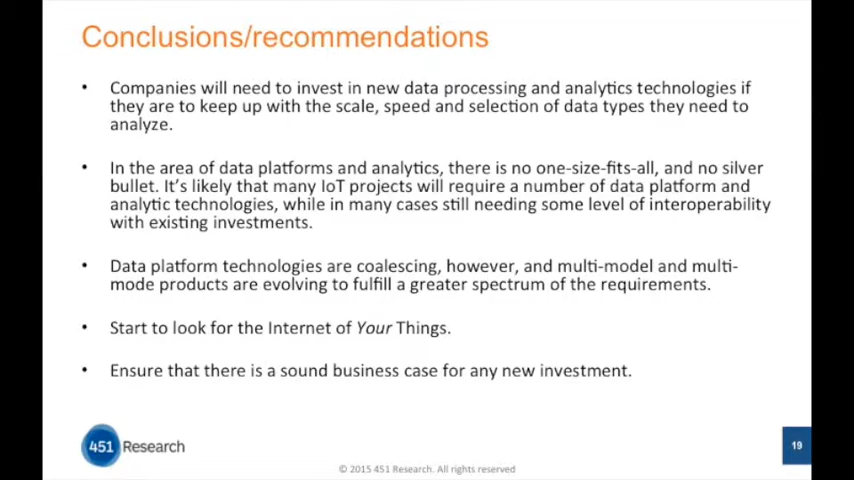 Conclusions/recommendations
• Companies will need to invest in new data processing and analytics technologies if
they are to keep up with the scale, speed and selection of data types they need to
analyze.
• In the area of data platforms and analytics, there is no one-size-fits-all, and no silver
bullet. It's likely that many IoT projects will require a number of data platform and
analytic technologies, while in many cases still needing some level of interoperability
with existing investments.
• Data platform technologies are coalescing, however, and multi-model and multi-
mode products are evolving to fulfill a greater spectrum of the requirements.
• Start to look for the Internet of Your Things.
• Ensure that there is a sound business case for any new investment.
451 Research
19
© 2015 451 Research. All rights reserved